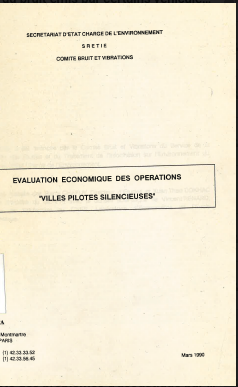 SECRETARIAT D'ETAT CHARGE DE L'ENVIRONNEMENT
S R E T I E
COMITE BRUIT ET VIBRATIONS
EVALUATION ECONOMIQUE DES OPERATIONS
"VILLES PILOTES SILENCIEUSES"
Montmartre
PARIS
(1) 42.33.33.52
(1) 42.33.56.45
Mars 1990